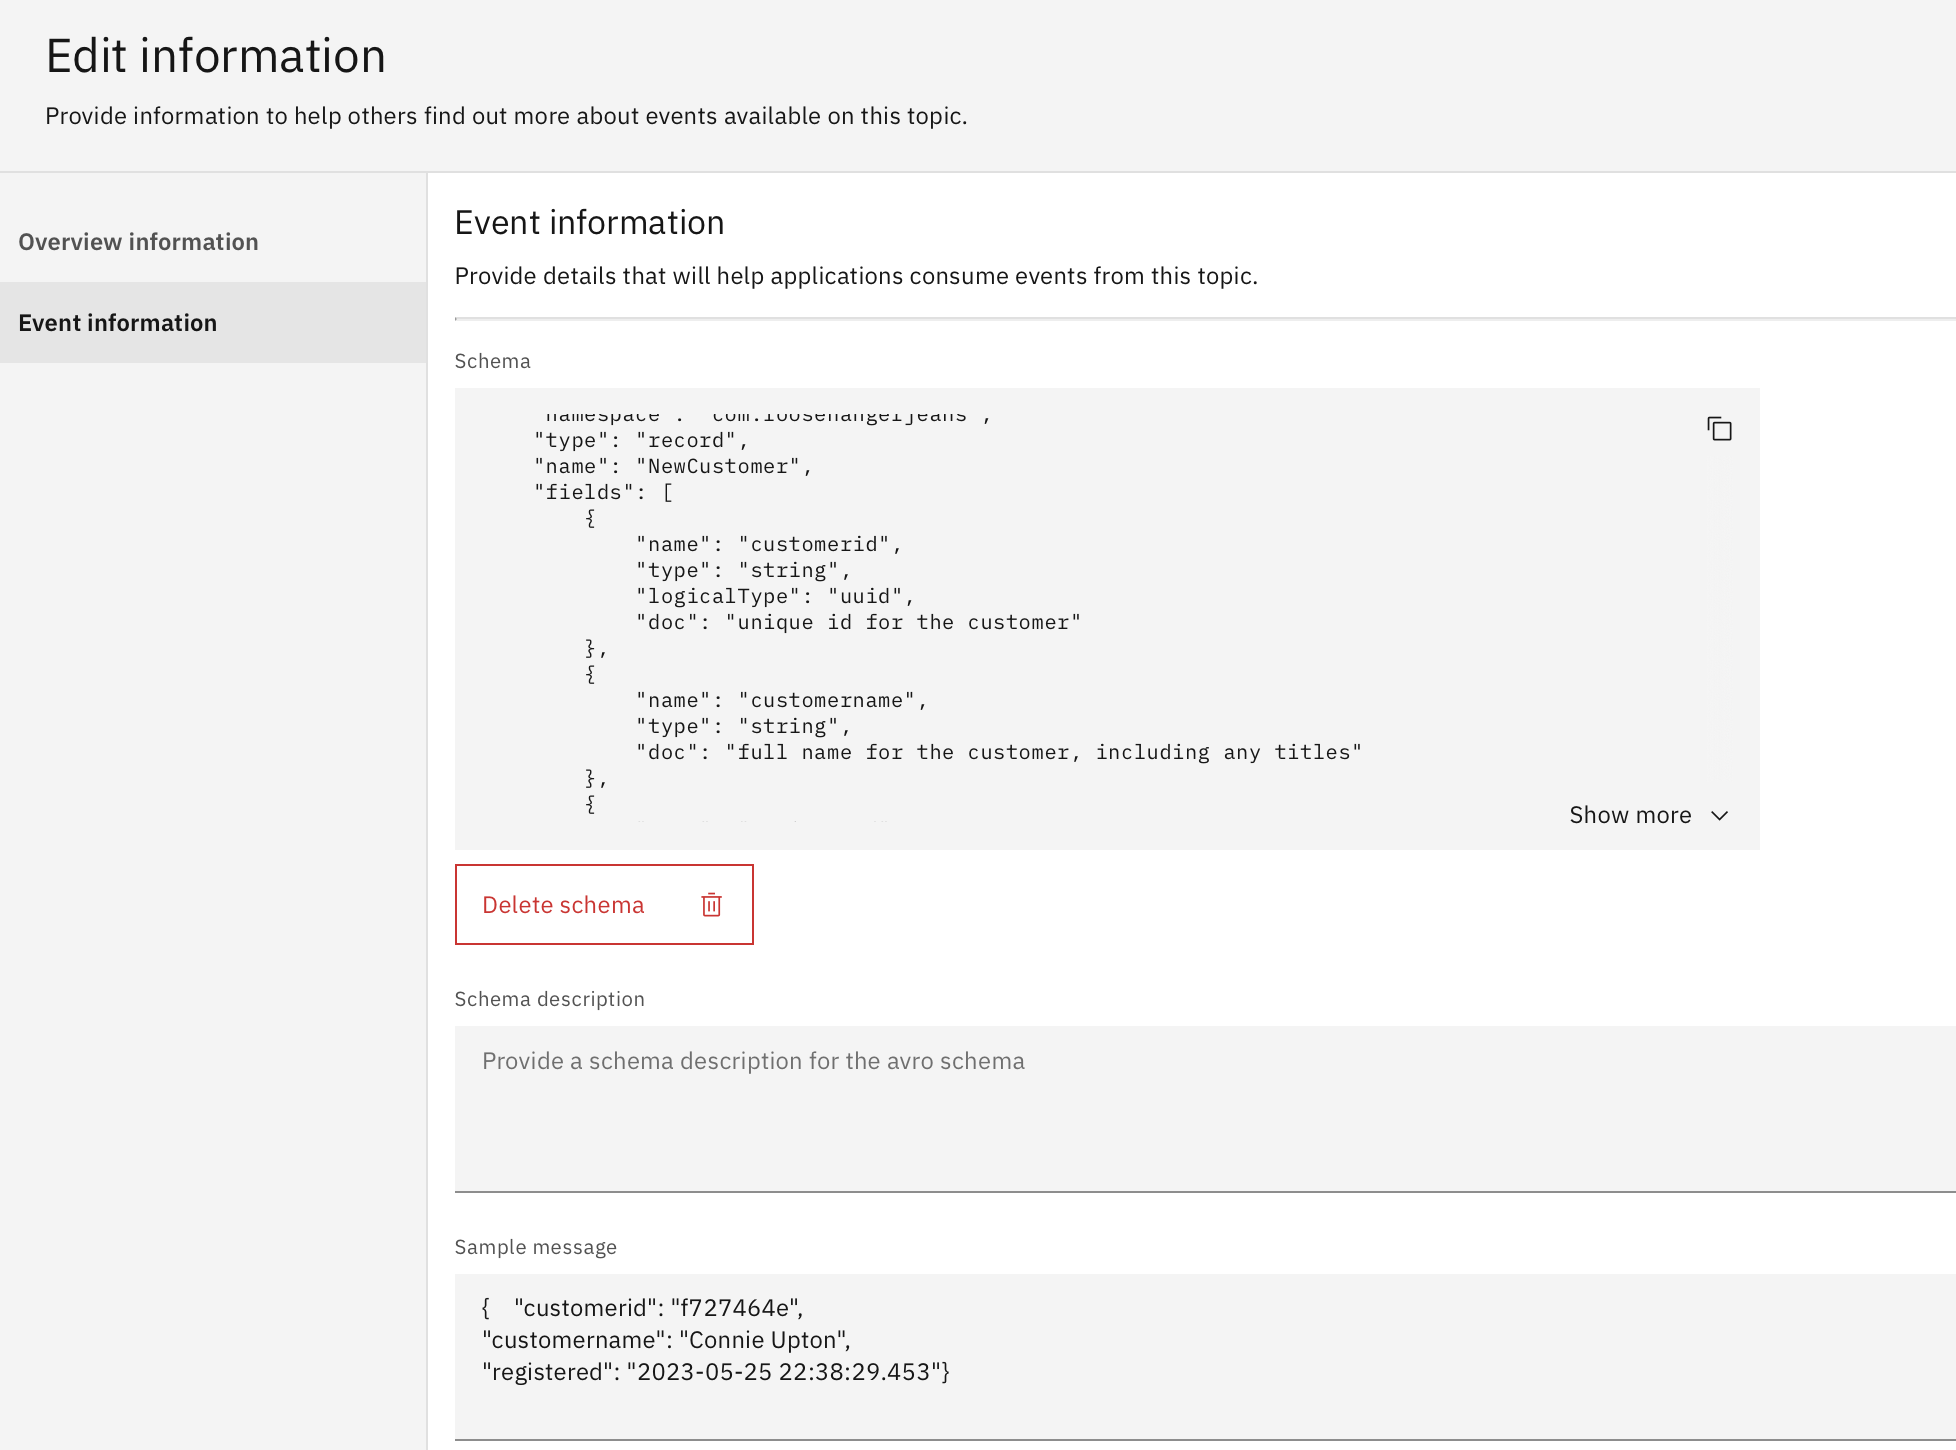 Edit information
Provide information to help others find out more about events available on this topic.
Overview information
Event information
Event information
Provide details that will help applications consume events from this topic.
Schema
"namespace": "com.loosehangerjeans",
"type": "record",
"name": "NewCustomer",
"fields": [
{
"name": "customerid",
"type": "string",
"logicalType": "uuid",
"doc": "unique id for the customer"
},
{
"name": "customername",
"type": "string",
"doc": "full name for the customer, including any titles"
},
{
Show more
Delete schema
Schema description
Provide a schema description for the avro schema
Sample message
{ "customerid": "f727464e",
"customername": "Connie Upton",
"registered": "2023-05-25 22:38:29.453"}